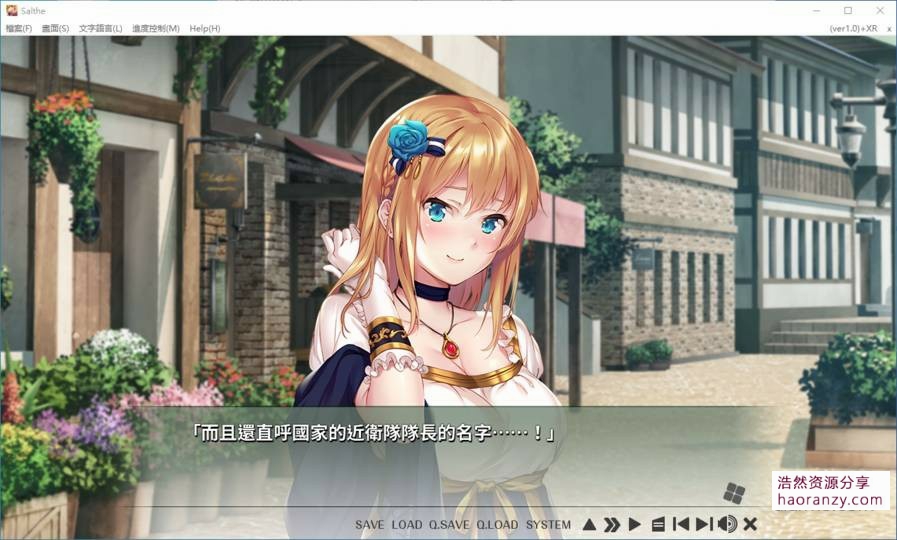 Salthe
檔案(F) 畫面(S) 文字語言(L) 進度控制(M) Help(H) (ver1.0)+XR x
「而且還直呼國家的近衛隊隊長的名字……！」
浩然资源分享
haoranzy.com
SAVE LOAD Q.SAVE Q.LOAD SYSTEM